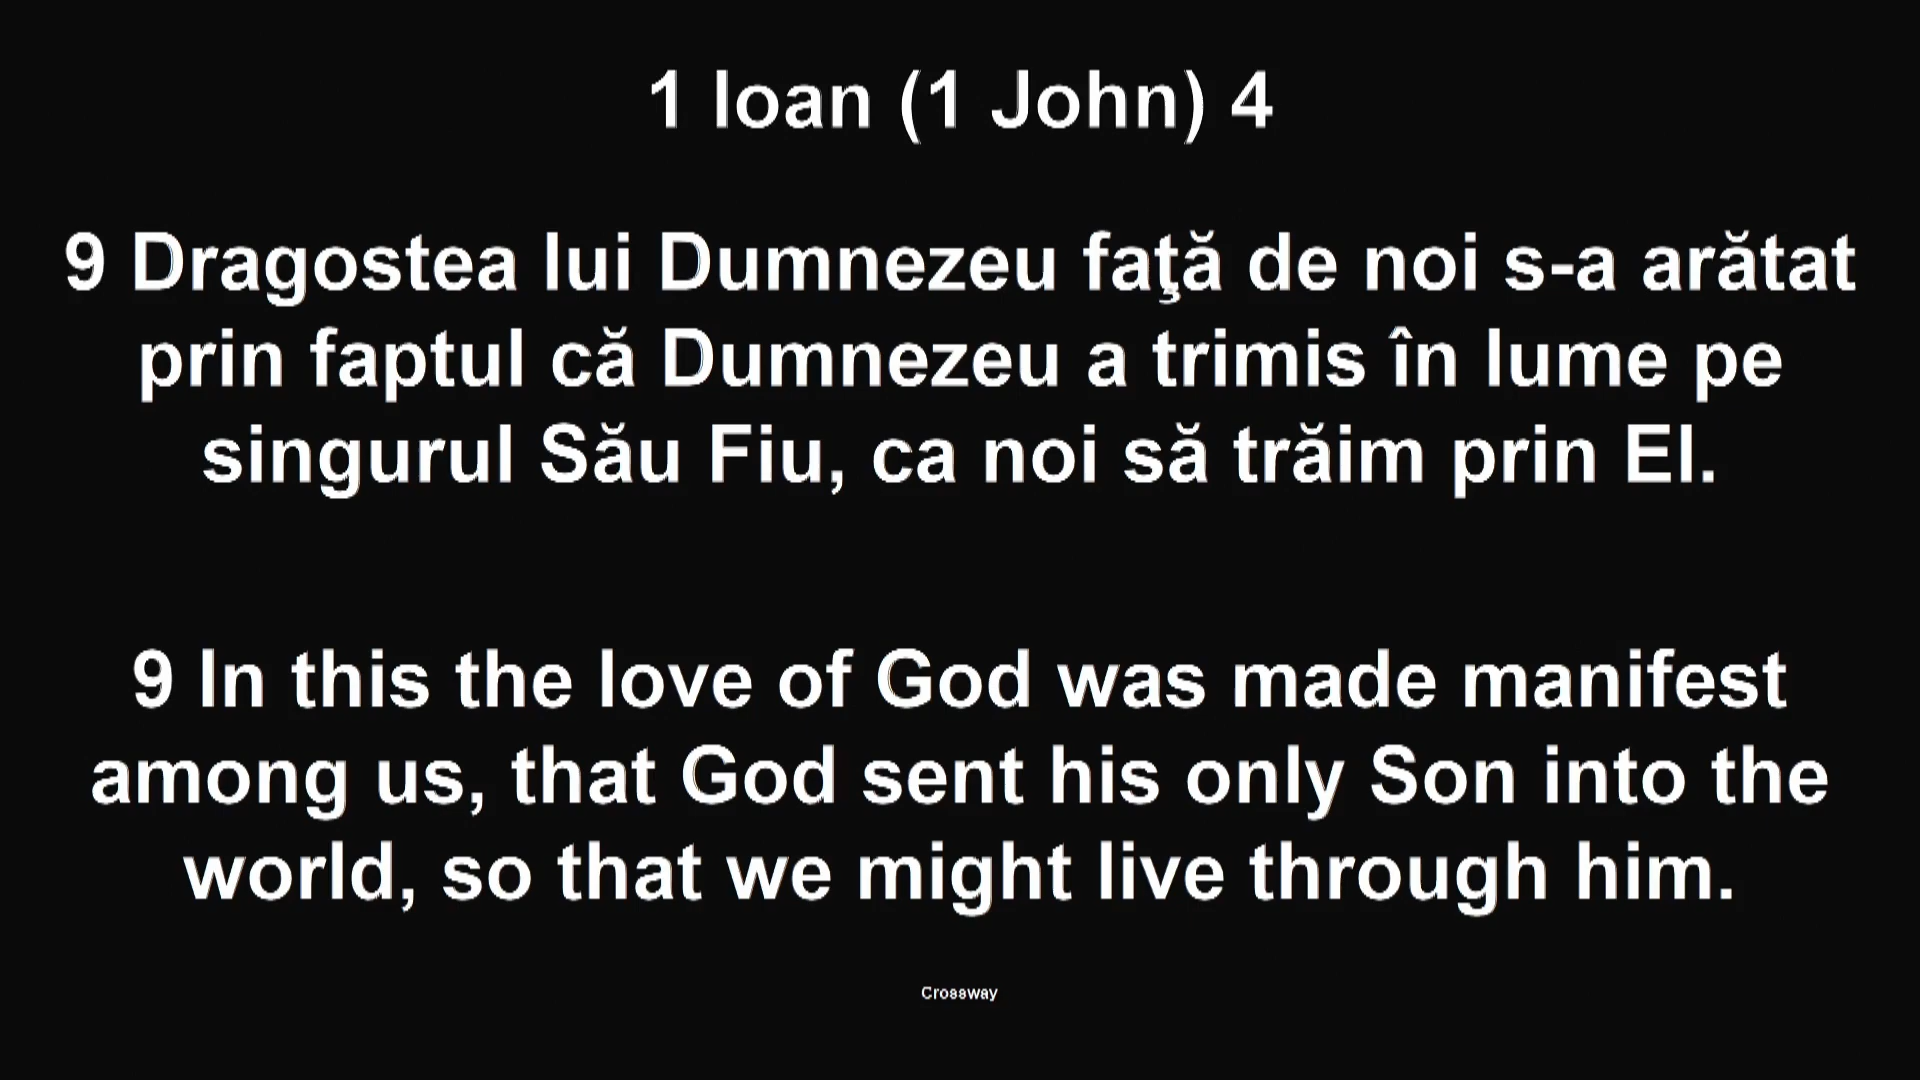 1 Ioan (1 John) 4
9 Dragostea lui Dumnezeu faţă de noi s-a arătat
prin faptul că Dumnezeu a trimis în lume pe
singurul Său Fiu, ca noi să trăim prin El.
9 In this the love of God was made manifest
among us, that God sent his only Son into the
world, so that we might live through him.
Crossway